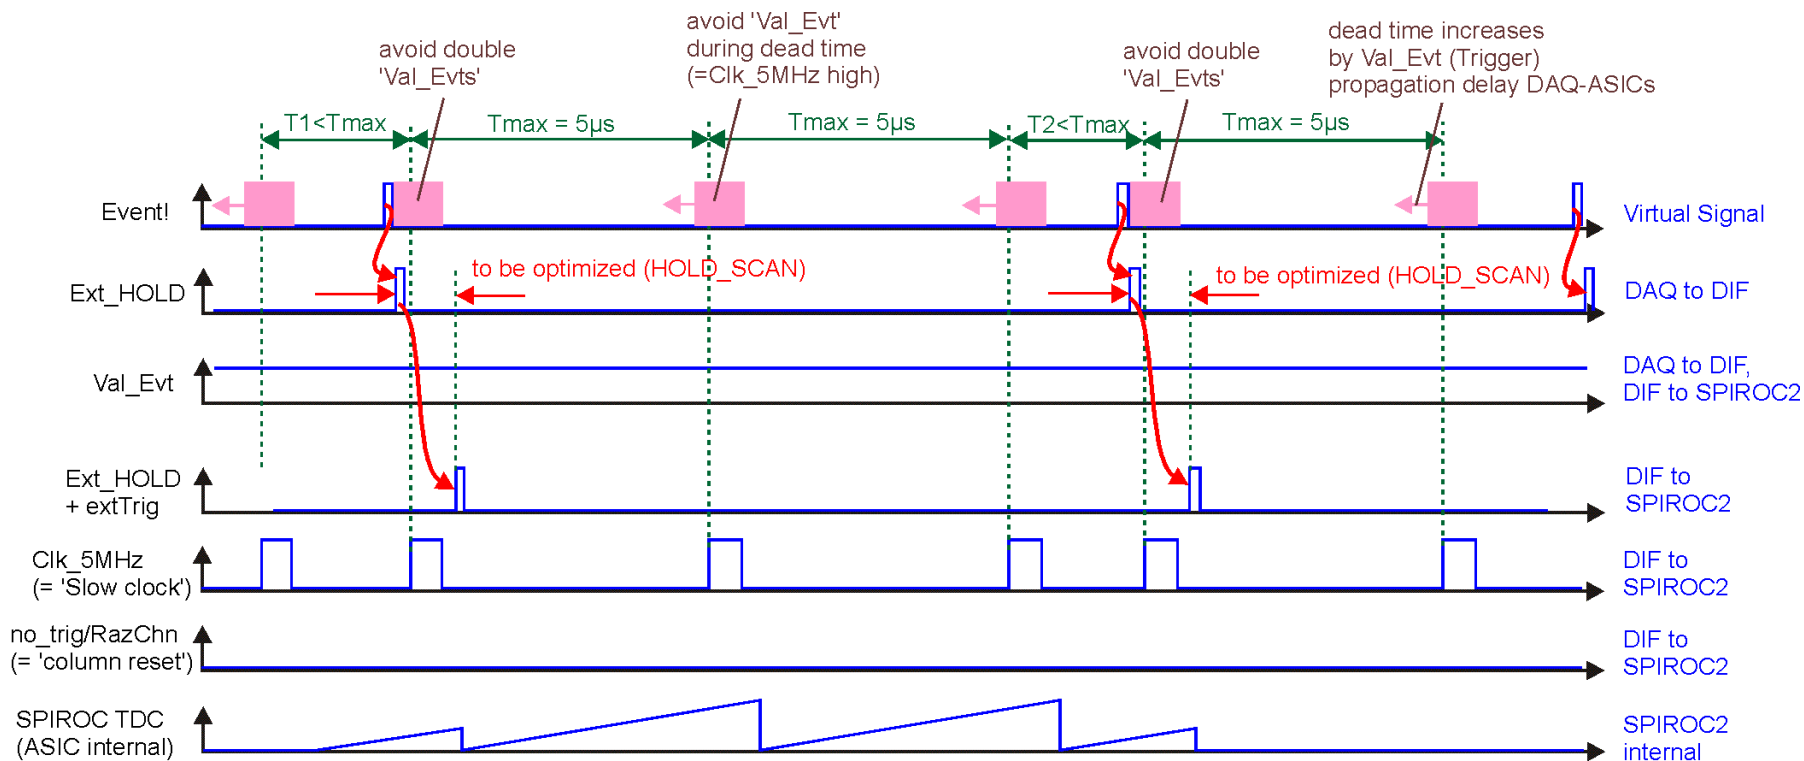 avoid double
'Val_Evts'
avoid 'Val_Evt'
during dead time
(=Clk_5MHz high)
avoid double
'Val_Evts'
dead time increases
by Val_Evt (Trigger)
propagation delay DAQ-ASICs
T1<Tmax
Tmax = 5µs
Tmax = 5µs
T2<Tmax
Tmax = 5µs
Event!
Virtual Signal
Ext_HOLD
to be optimized (HOLD_SCAN)
to be optimized (HOLD_SCAN)
DAQ to DIF
Val_Evt
DAQ to DIF,
DIF to SPIROC2
Ext_HOLD
+ extTrig
DIF to
SPIROC2
Clk_5MHz
(= 'Slow clock')
DIF to
SPIROC2
no_trig/RazChn
(= 'column reset')
DIF to
SPIROC2
SPIROC TDC
(ASIC internal)
SPIROC2
internal